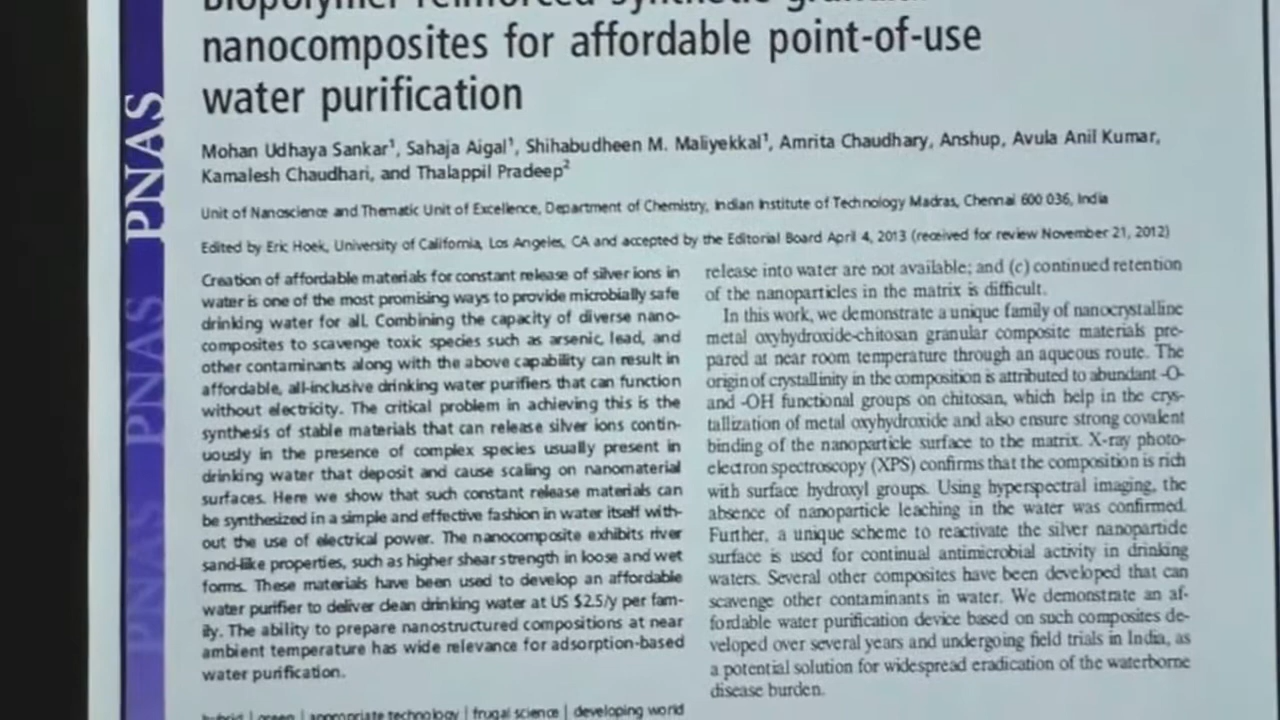 Biopolymer reinforced synthetic granular
nanocomposites for affordable point-of-use
water purification
Mohan Udhaya Sankar¹, Sahaja Aigal¹, Shihabudheen M. Maliyekkal¹, Amrita Chaudhary, Anshup, Avula Anil Kumar,
Kamalesh Chaudhari, and Thalappil Pradeep²
Unit of Nanoscience and Thematic Unit of Excellence, Department of Chemistry, Indian Institute of Technology Madras, Chennai 600 036, India
Edited by Eric Hoek, University of California, Los Angeles, CA and accepted by the Editorial Board April 4, 2013 (received for review November 21, 2012)
Creation of affordable materials for constant release of silver ions in
water is one of the most promising ways to provide microbially safe
drinking water for all. Combining the capacity of diverse nano-
composites to scavenge toxic species such as arsenic, lead, and
other contaminants along with the above capability can result in
affordable, all-inclusive drinking water purifiers that can function
without electricity. The critical problem in achieving this is the
synthesis of stable materials that can release silver ions contin-
uously in the presence of complex species usually present in
drinking water that deposit and cause scaling on nanomaterial
surfaces. Here we show that such constant release materials can
be synthesized in a simple and effective fashion in water itself with-
out the use of electrical power. The nanocomposite exhibits river
sand-like properties, such as higher shear strength in loose and wet
forms. These materials have been used to develop an affordable
water purifier to deliver clean drinking water at US $2.5/y per fam-
ily. The ability to prepare nanostructured compositions at near
ambient temperature has wide relevance for adsorption-based
water purification.
hybrid | green | appropriate technology | frugal science | developing world
release into water are not available; and (c) continued retention
of the nanoparticles in the matrix is difficult.
In this work, we demonstrate a unique family of nanocrystalline
metal oxyhydroxide-chitosan granular composite materials pre-
pared at near room temperature through an aqueous route. The
origin of crystallinity in the composition is attributed to abundant -O-
and -OH functional groups on chitosan, which help in the crys-
tallization of metal oxyhydroxide and also ensure strong covalent
binding of the nanoparticle surface to the matrix. X-ray photo-
electron spectroscopy (XPS) confirms that the composition is rich
with surface hydroxyl groups. Using hyperspectral imaging, the
absence of nanoparticle leaching in the water was confirmed.
Further, a unique scheme to reactivate the silver nanoparticle
surface is used for continual antimicrobial activity in drinking
waters. Several other composites have been developed that can
scavenge other contaminants in water. We demonstrate an af-
fordable water purification device based on such composites de-
veloped over several years and undergoing field trials in India, as
a potential solution for widespread eradication of the waterborne
disease burden.
PNAS
PNAS
PNAS